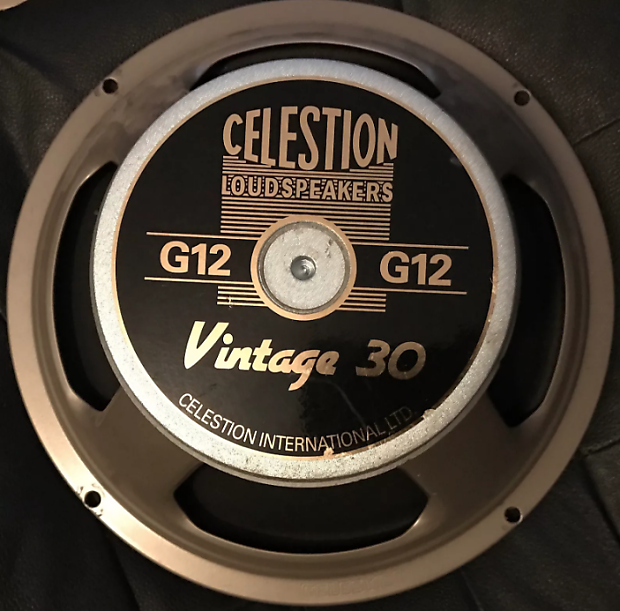 CELESTION
LOUDSPEAKERS
G12 G12
Vintage 30
CELESTION INTERNATIONAL LTD.